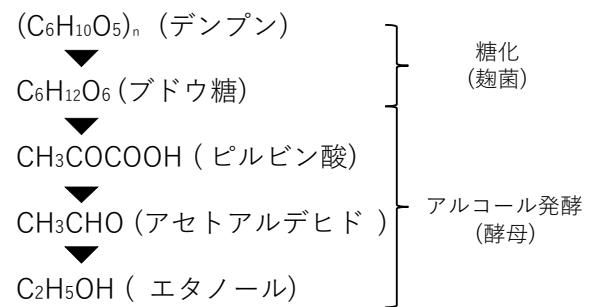 (C₆H₁₀O₅)ₙ (デンプン)
C₆H₁₂O₆ (ブドウ糖)
CH₃COCOOH ( ピルビン酸)
CH₃CHO (アセトアルデヒド )
C₂H₅OH ( エタノール)
糖化
(麹菌)
アルコール発酵
(酵母)